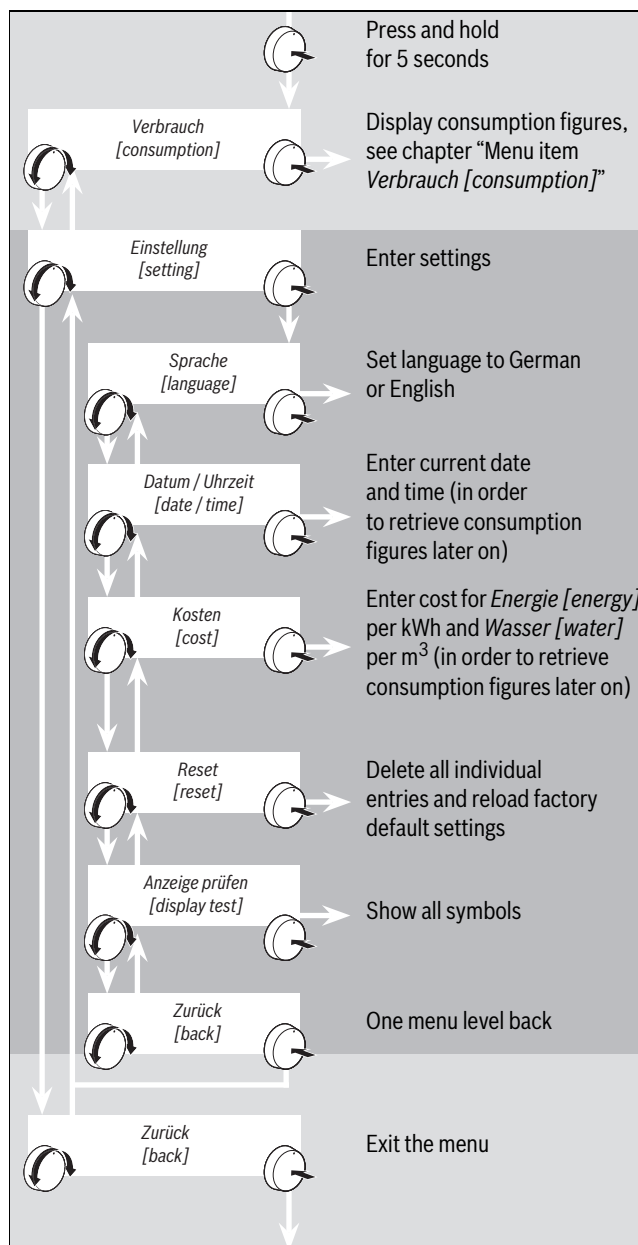 Press and hold
for 5 seconds
Verbrauch
[consumption]
Display consumption figures,
see chapter “Menu item
Verbrauch [consumption]”
Einstellung
[setting]
Enter settings
Sprache
[language]
Set language to German
or English
Datum / Uhrzeit
[date / time]
Enter current date
and time (in order
to retrieve consumption
figures later on)
Kosten
[cost]
Enter cost for Energie [energy]
per kWh and Wasser [water]
per m³ (in order to retrieve
consumption figures later on)
Reset
[reset]
Delete all individual
entries and reload factory
default settings
Anzeige prüfen
[display test]
Show all symbols
Zurück
[back]
One menu level back
Zurück
[back]
Exit the menu